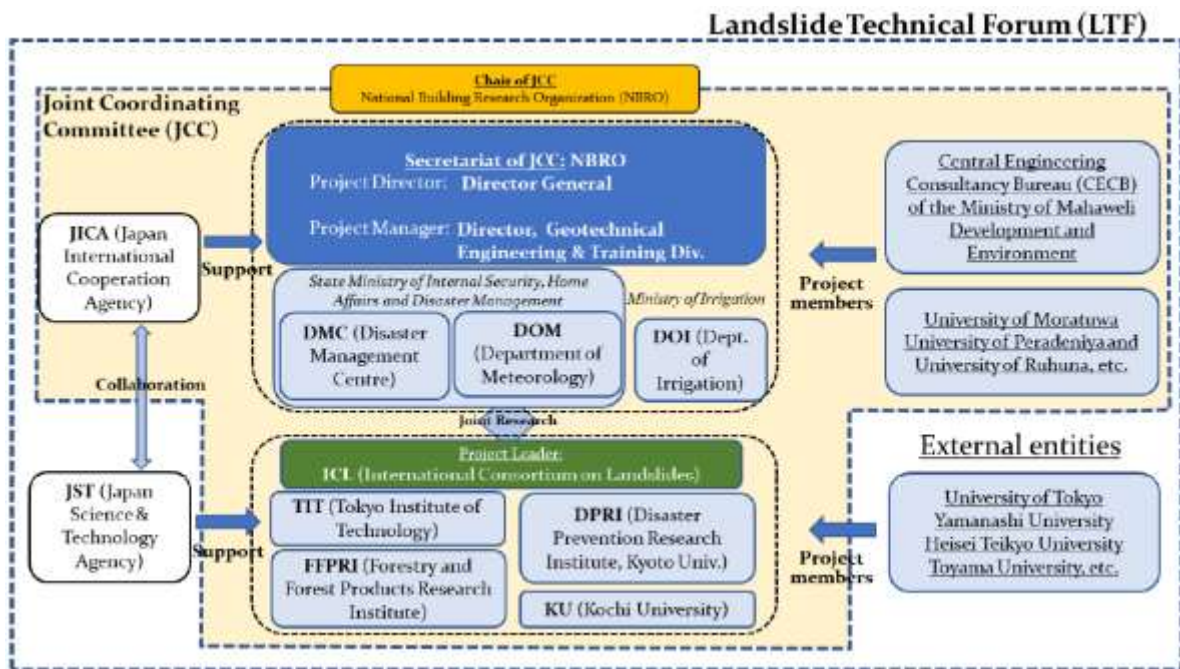 Landslide Technical Forum (LTF)
Chair of JCC
National Building Research Organization (NBRO)
Joint Coordinating
Committee (JCC)
Secretariat of JCC: NBRO
Project Director: Director General
Project Manager: Director, Geotechnical
Engineering & Training Div.
JICA (Japan
International
Cooperation
Agency)
Support
State Ministry of Internal Security, Home
Affairs and Disaster Management
DMC (Disaster
Management
Centre)
DOM
(Department of
Meteorology)
Ministry of Irrigation
DOI (Dept.
of
Irrigation)
Central Engineering
Consultancy Bureau (CECB)
of the Ministry of Mahaweli
Development and
Environment
Project
members
University of Moratuwa
University of Peradeniya and
University of Ruhuna, etc.
Collaboration
Joint Research
Project Leader:
ICL (International Consortium on Landslides)
JST (Japan
Science &
Technology
Agency)
Support
TIT (Tokyo Institute of
Technology)
FFPRI (Forestry and
Forest Products Research
Institute)
DPRI (Disaster
Prevention Research
Institute, Kyoto Univ.)
KU (Kochi University)
Project
members
External entities
University of Tokyo
Yamanashi University
Heisei Teikyo University
Toyama University, etc.